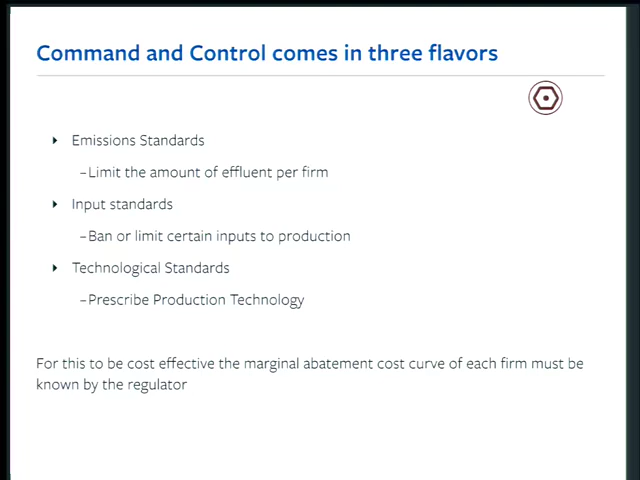 Command and Control comes in three flavors
Emissions Standards
–Limit the amount of effluent per firm
Input standards
–Ban or limit certain inputs to production
Technological Standards
–Prescribe Production Technology
For this to be cost effective the marginal abatement cost curve of each firm must be
known by the regulator